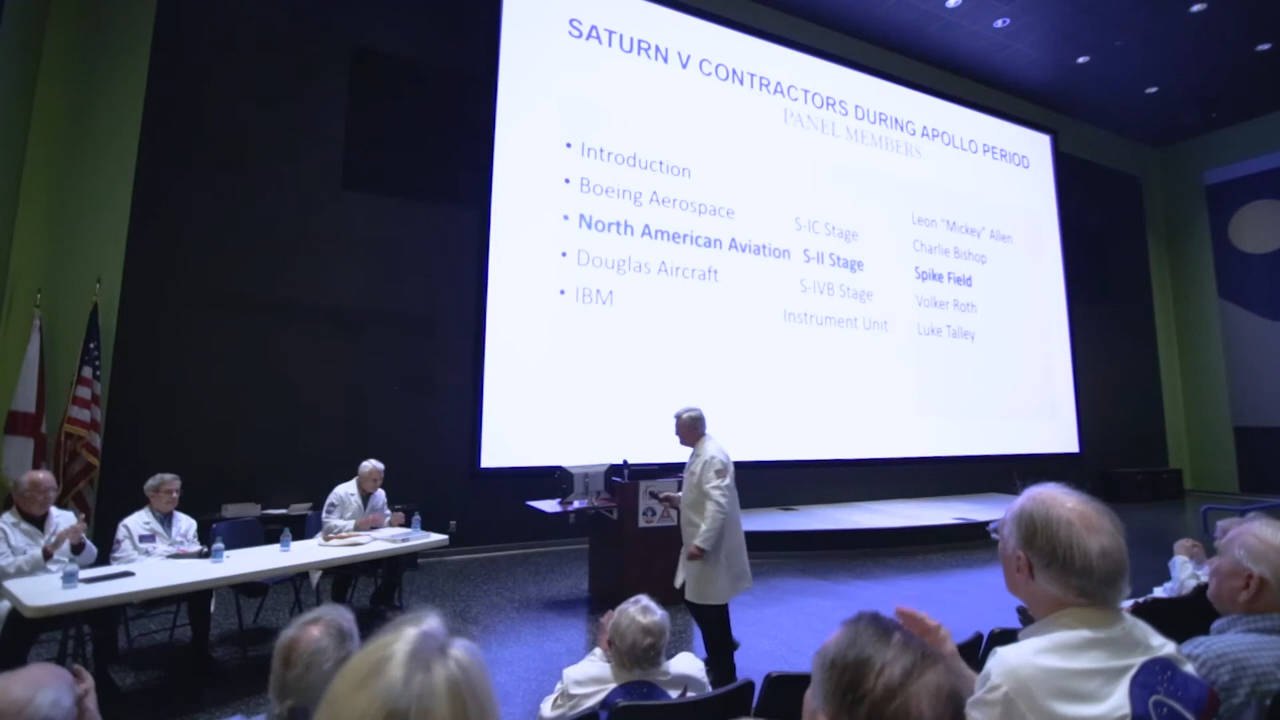 SATURN V CONTRACTORS DURING APOLLO PERIOD
PANEL MEMBERS
• Introduction Leon "Mickey" Allen
• Boeing Aerospace S-IC Stage Charlie Bishop
• North American Aviation S-II Stage Spike Field
• Douglas Aircraft S-IVB Stage Volker Roth
• IBM Instrument Unit Luke Talley